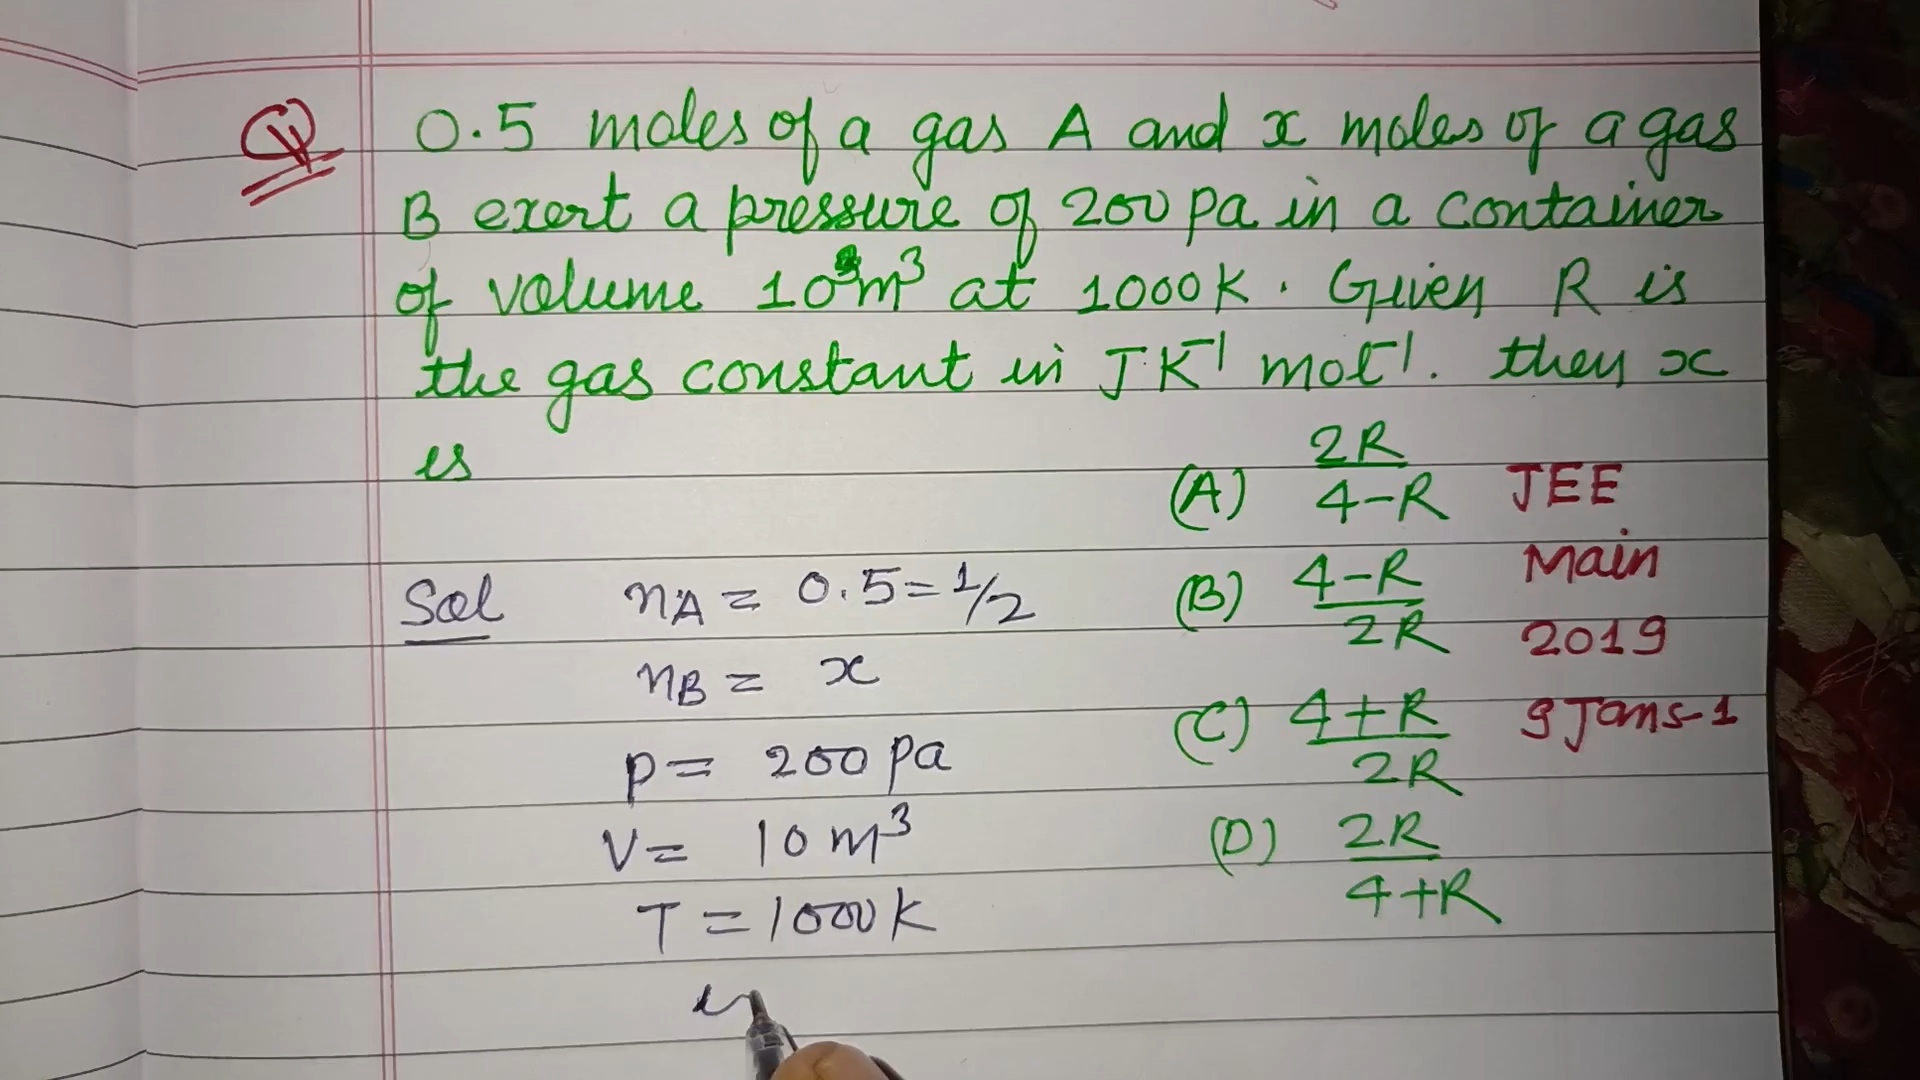 Q 0.5 moles of a gas A and x moles of a gas
B exert a pressure of 200 pa in a container
of volume 10 m³ at 1000 K. Given R is
the gas constant in JK⁻¹ mol⁻¹. then x
is
(A) 2R/4-R JEE
(B) 4-R/2R Main
2019
(C) 4+R/2R 9 Jan S-1
(D) 2R/4+R
Sol nA = 0.5 = 1/2
nB = x
P = 200 pa
V = 10 m³
T = 1000 K